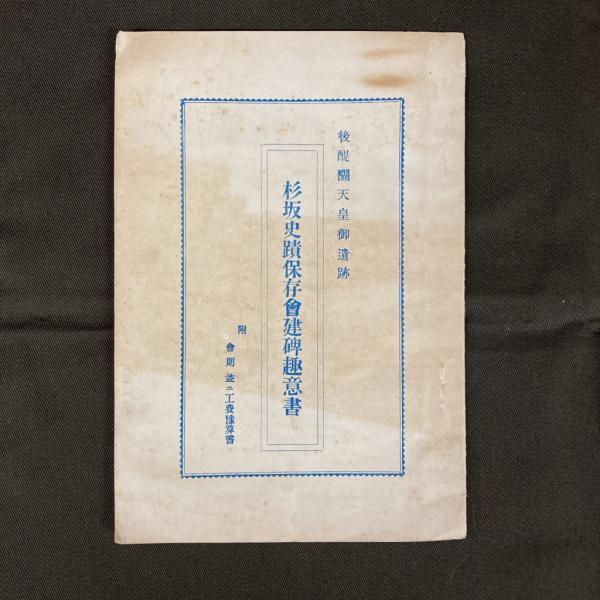 後醍醐天皇御遺跡
杉坂史蹟保存會建碑趣意書
附
會則並ニ工費豫算書